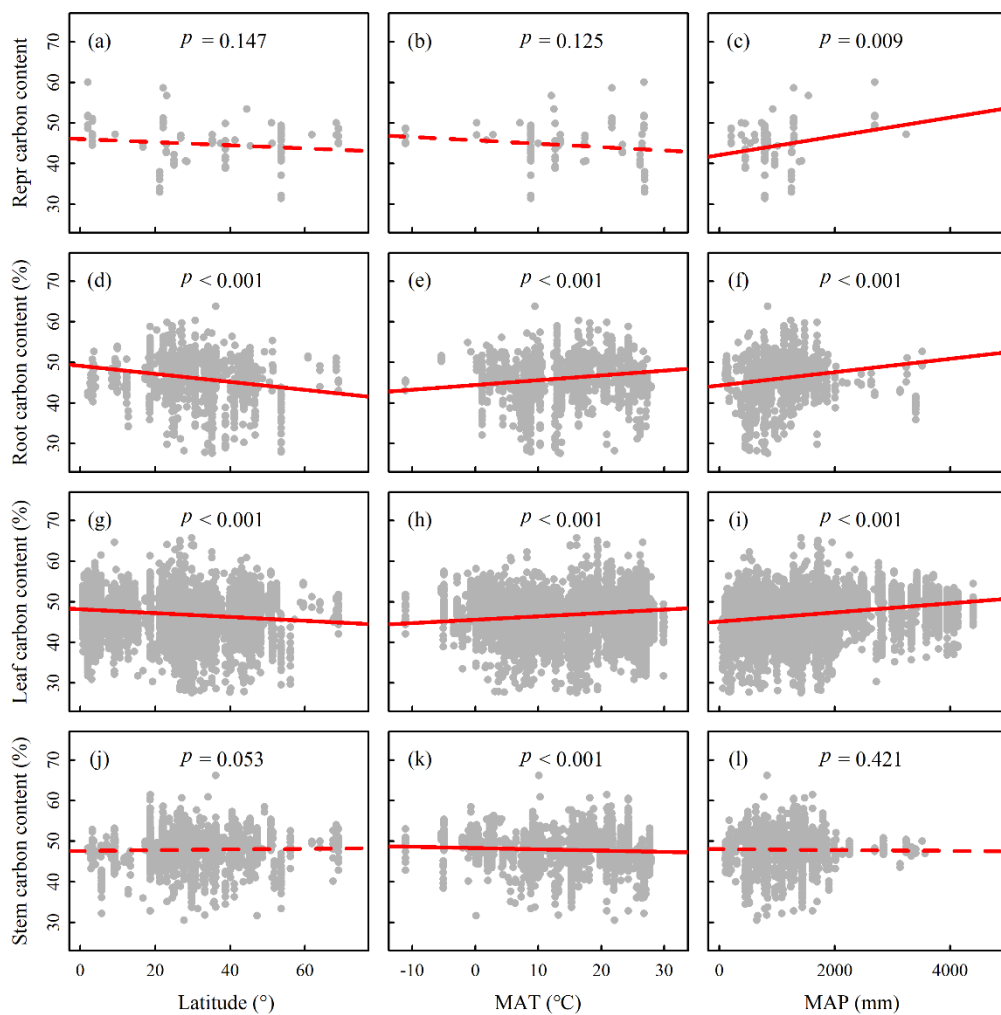 Repr carbon content
70
60
50
40
30
(a)
p = 0.147
(b)
p = 0.125
(c)
p = 0.009
Root carbon content (%)
70
60
50
40
30
(d)
p < 0.001
(e)
p < 0.001
(f)
p < 0.001
Leaf carbon content (%)
70
60
50
40
30
(g)
p < 0.001
(h)
p < 0.001
(i)
p < 0.001
Stem carbon content (%)
70
60
50
40
30
(j)
p = 0.053
(k)
p < 0.001
(l)
p = 0.421
0 20 40 60
-10 0 10 20 30
0 2000 4000
Latitude (°)
MAT (℃)
MAP (mm)